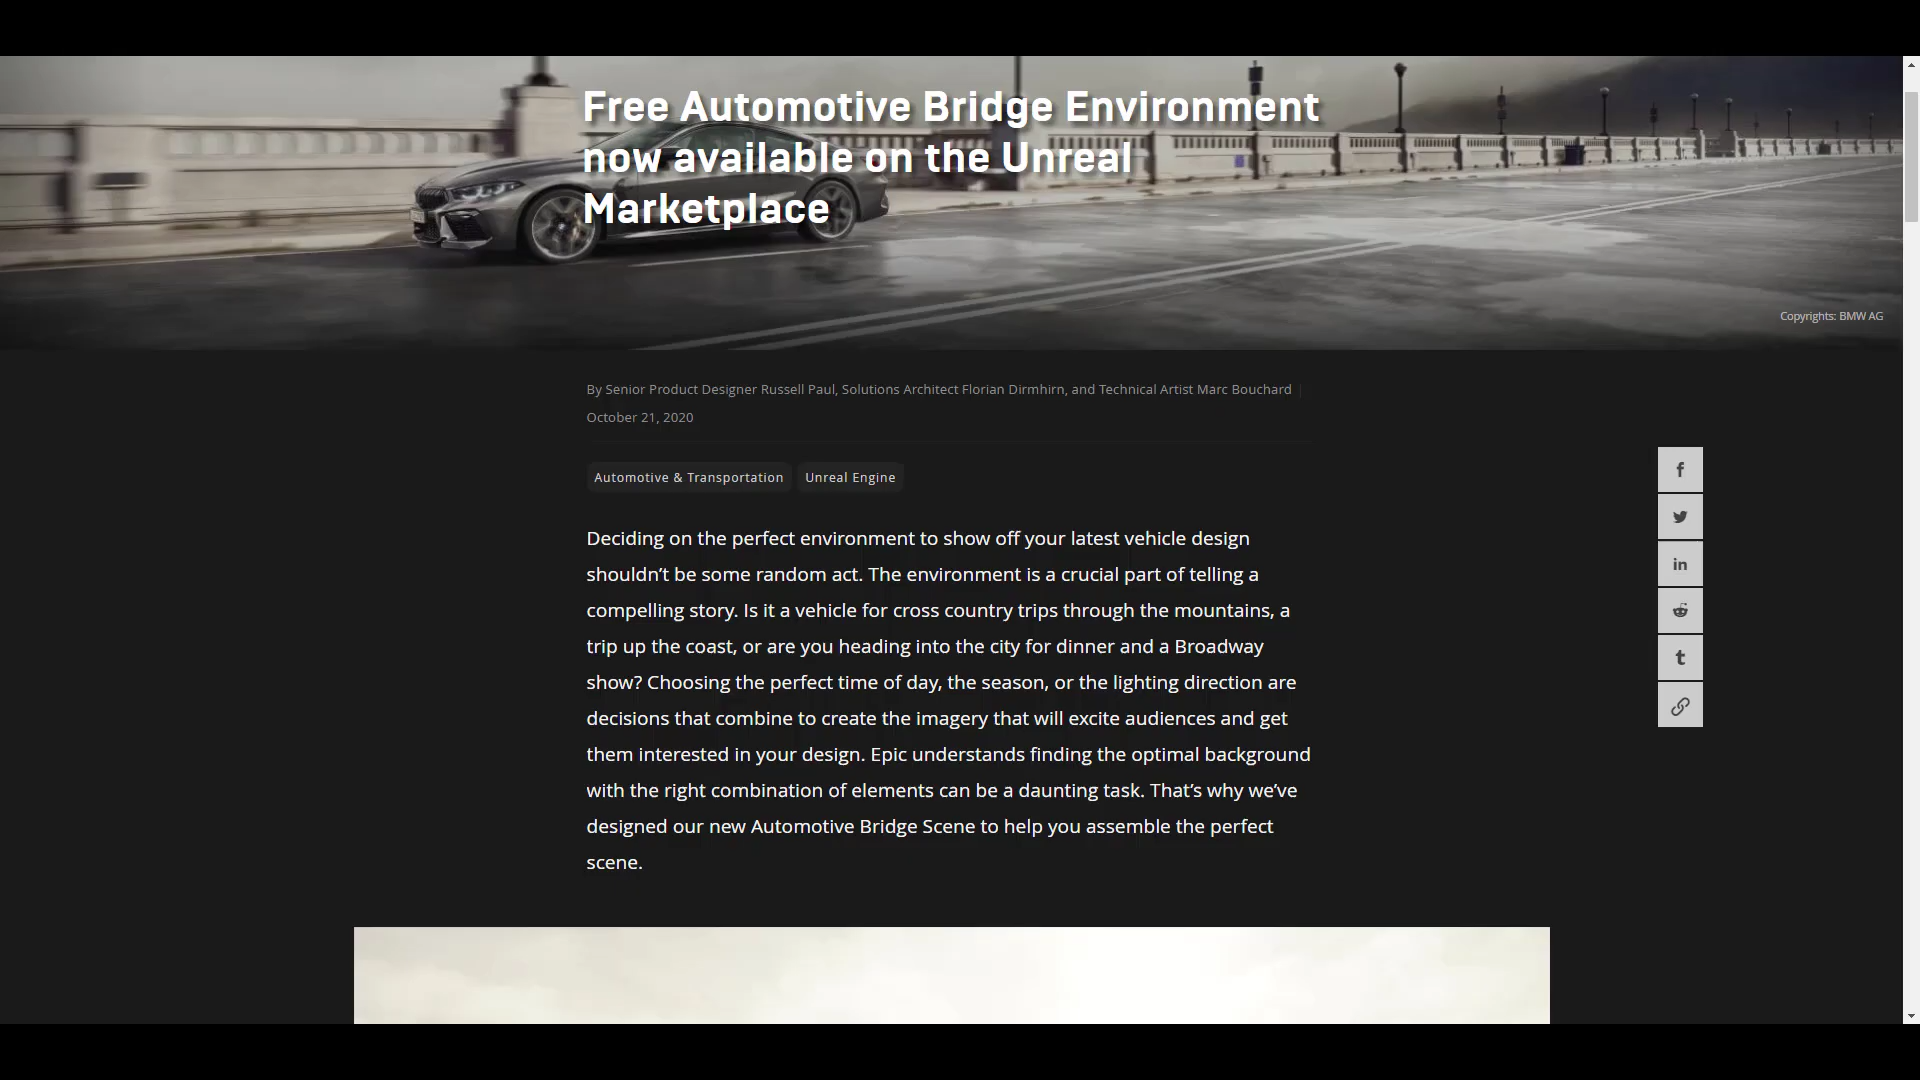 Free Automotive Bridge Environment
now available on the Unreal
Marketplace
Copyrights: BMW AG
By Senior Product Designer Russell Paul, Solutions Architect Florian Dirmhirn, and Technical Artist Marc Bouchard |
October 21, 2020
Automotive & Transportation Unreal Engine
Deciding on the perfect environment to show off your latest vehicle design
shouldn’t be some random act. The environment is a crucial part of telling a
compelling story. Is it a vehicle for cross country trips through the mountains, a
trip up the coast, or are you heading into the city for dinner and a Broadway
show? Choosing the perfect time of day, the season, or the lighting direction are
decisions that combine to create the imagery that will excite audiences and get
them interested in your design. Epic understands finding the optimal background
with the right combination of elements can be a daunting task. That’s why we’ve
designed our new Automotive Bridge Scene to help you assemble the perfect
scene.